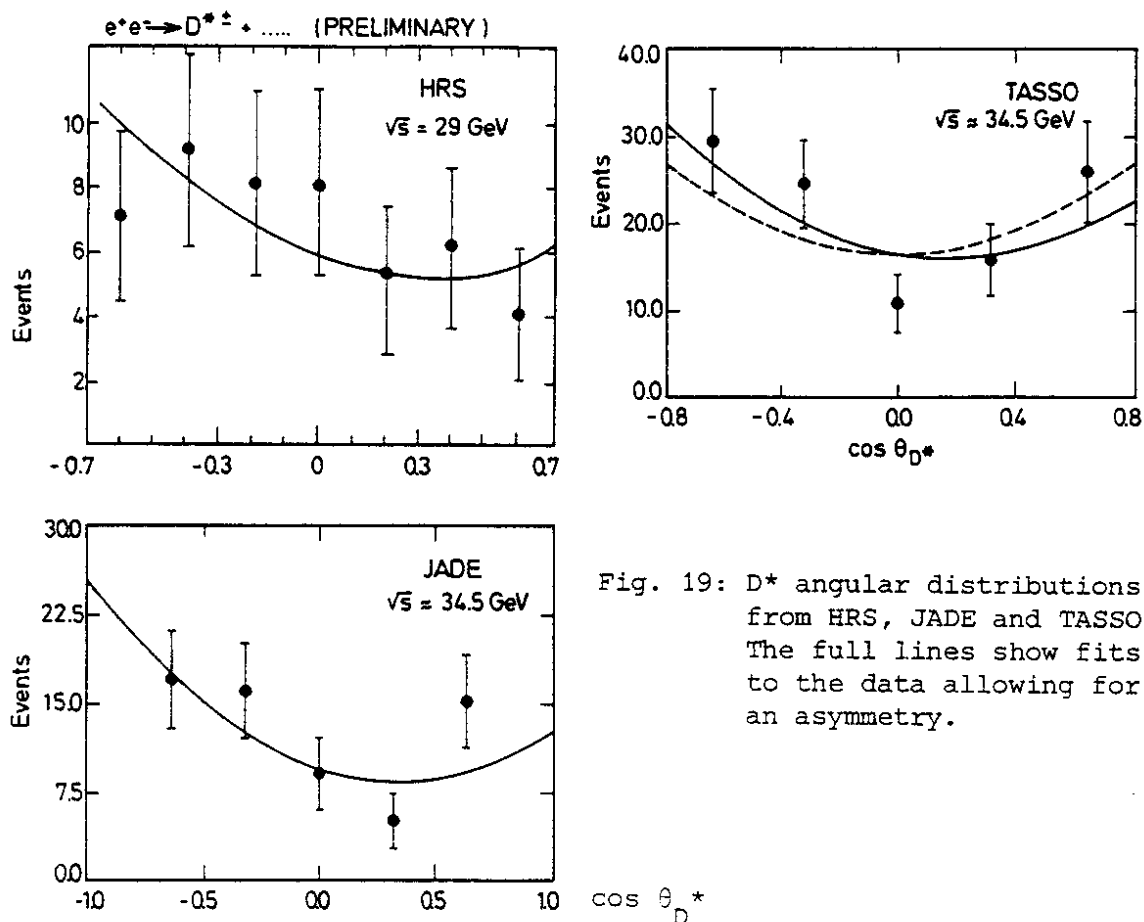 e⁺e⁻→D*± + ..... (PRELIMINARY)
HRS
√s = 29 GeV
Events
10
8
6
4
2
-0.7
-0.3
0
0.3
0.7
TASSO
√s ≈ 34.5 GeV
Events
40.0
30.0
20.0
10.0
0.0
-0.8
-0.4
0.0
0.4
0.8
cos θD*
JADE
√s ≈ 34.5 GeV
Events
30.0
22.5
15.0
7.5
0.0
-1.0
-0.5
0.0
0.5
1.0
cos θD*
Fig. 19: D* angular distributions
from HRS, JADE and TASSO
The full lines show fits
to the data allowing for
an asymmetry.